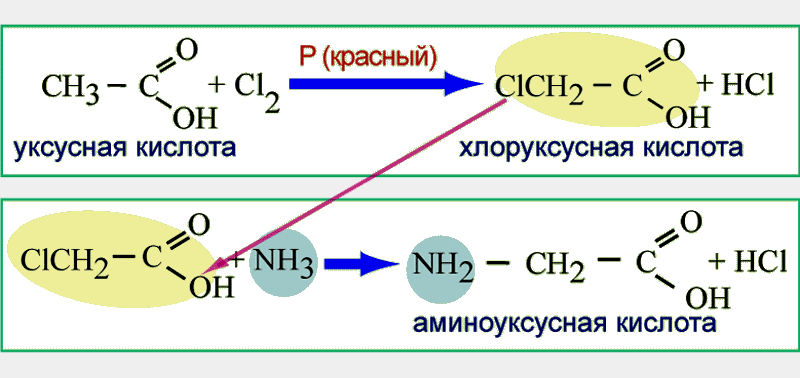 P (красный)
CH3 – C =O OH + Cl2 → ClCH2 – C =O OH + HCl
уксусная кислота хлоруксусная кислота
ClCH2 – C =O OH + NH3 → NH2 – CH2 – C =O OH + HCl
аминоуксусная кислота